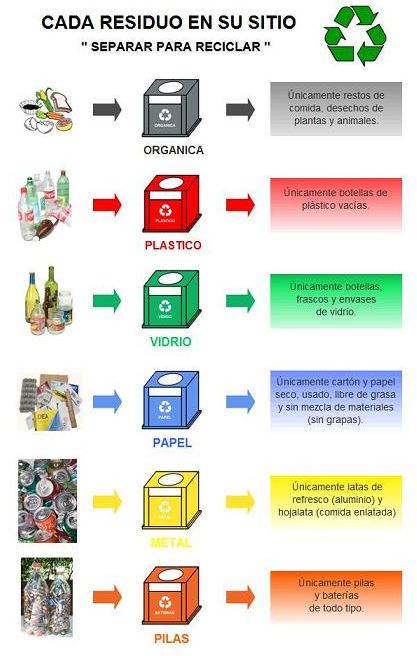 CADA RESIDUO EN SU SITIO
" SEPARAR PARA RECICLAR "
ORGANICA
ORGANICA
Únicamente restos de
comida, desechos de
plantas y animales.
PLASTICO
PLASTICO
Únicamente botellas de
plástico vacías.
VIDRIO
VIDRIO
Únicamente botellas,
frascos y envases
de vidrio.
PAPEL
PAPEL
Únicamente cartón y papel
seco, usado, libre de grasa
y sin mezcla de materiales
(sin grapas).
METAL
METAL
Únicamente latas de
refresco (aluminio) y
hojalata (comida enlatada)
BATERIAS
PILAS
Únicamente pilas
y baterías
de todo tipo.